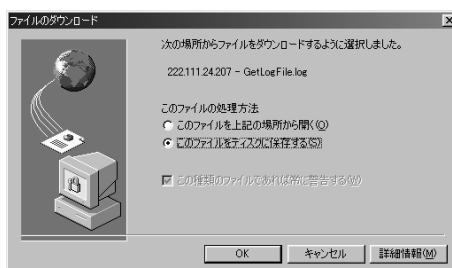 ファイルのダウンロード
次の場所からファイルをダウンロードするように選択しました。
222.111.24.207 - GetLogFile.log
このファイルの処理方法
このファイルを上記の場所から開く(O)
このファイルをディスクに保存する(S)
この種類のファイルであれば常に警告する(W)
OK キャンセル 詳細情報(M)